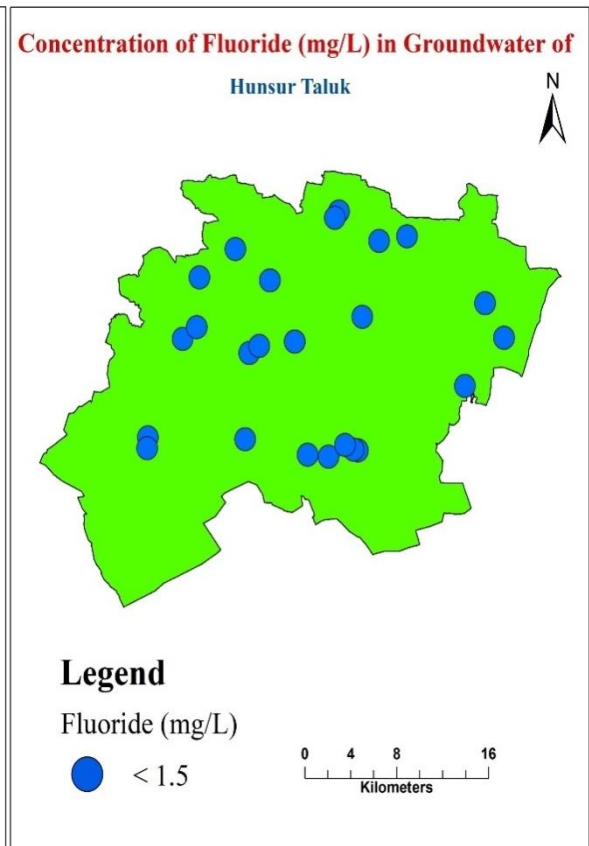 Concentration of Fluoride (mg/L) in Groundwater of
Hunsur Taluk
N
Legend
Fluoride (mg/L)
< 1.5
0 4 8 16
Kilometers